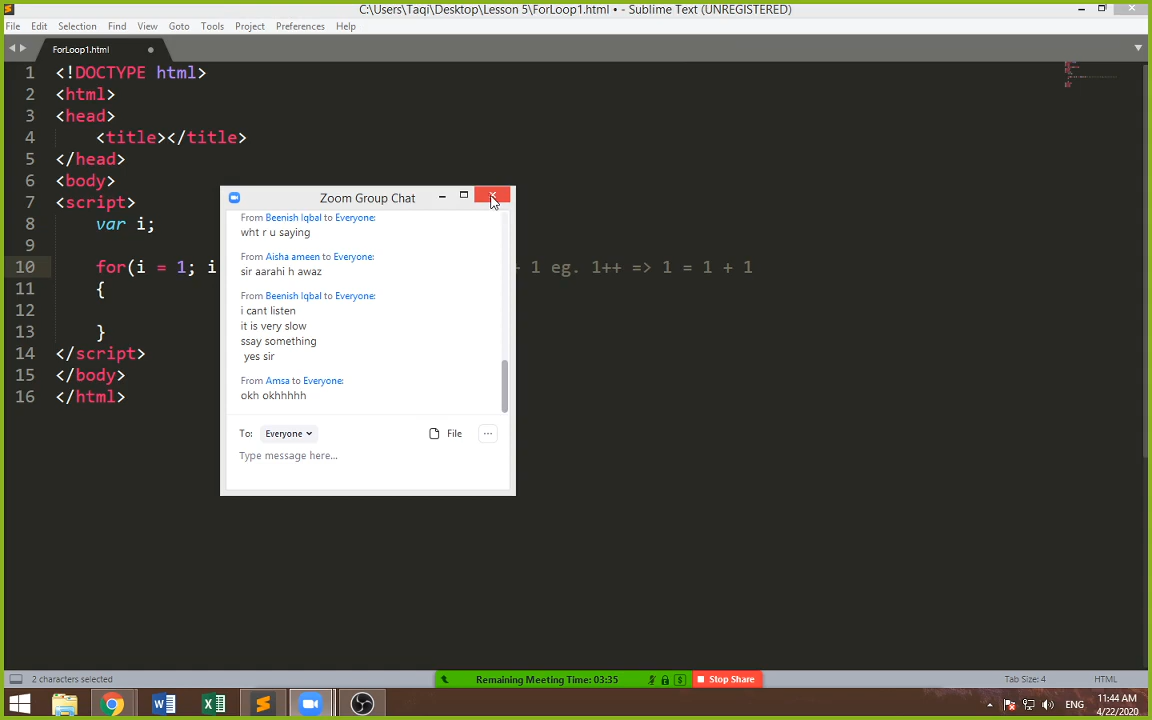 C:\Users\Taqi\Desktop\Lesson 5\ForLoop1.html • - Sublime Text (UNREGISTERED)
File Edit Selection Find View Goto Tools Project Preferences Help
ForLoop1.html
1 <!DOCTYPE html>
2 <html>
3 <head>
4 <title></title>
5 </head>
6 <body>
7 <script>
8 var i;
9
10 for(i = 1; i + 1 eg. 1++ => 1 = 1 + 1
11 {
12
13 }
14 </script>
15 </body>
16 </html>
Zoom Group Chat
From Beenish Iqbal to Everyone:
wht r u saying
From Aisha ameen to Everyone:
sir aarahi h awaz
From Beenish Iqbal to Everyone:
i cant listen
it is very slow
ssay something
yes sir
From Amsa to Everyone:
okh okhhhhh
To: Everyone File ...
Type message here...
2 characters selected Remaining Meeting Time: 03:35 Stop Share Tab Size: 4 HTML
ENG 11:44 AM
4/22/2020